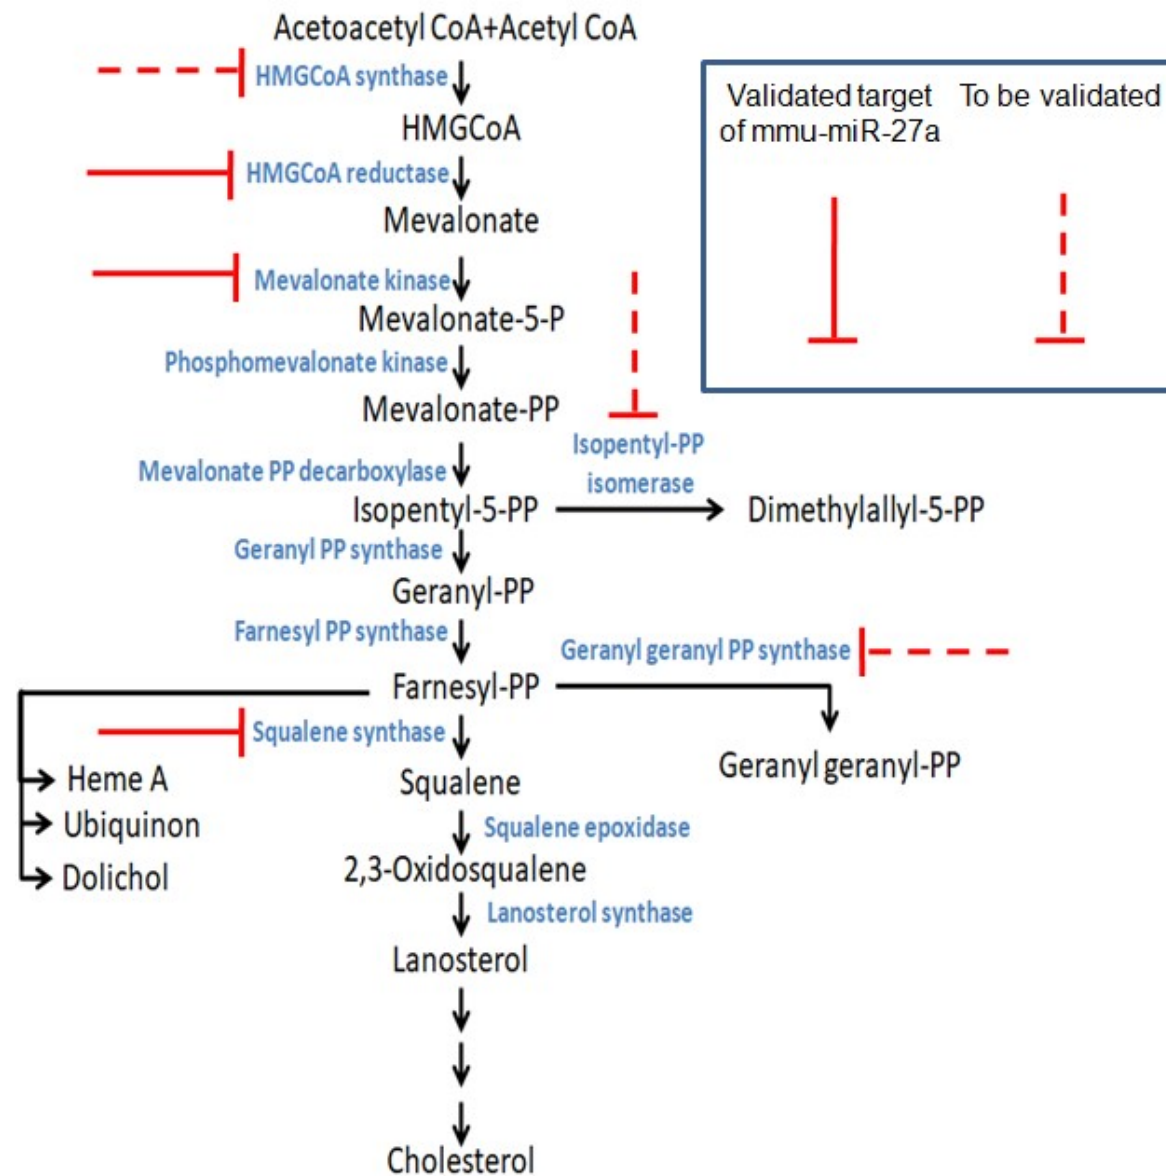 Acetoacetyl CoA+Acetyl CoA
HMGCoA synthase
HMGCoA
HMGCoA reductase
Mevalonate
Mevalonate kinase
Mevalonate-5-P
Phosphomevalonate kinase
Mevalonate-PP
Mevalonate PP decarboxylase
Isopentyl-PP
isomerase
Isopentyl-5-PP
Dimethylallyl-5-PP
Geranyl PP synthase
Geranyl-PP
Farnesyl PP synthase
Geranyl geranyl PP synthase
Farnesyl-PP
Squalene synthase
Geranyl geranyl-PP
Heme A
Ubiquinon
Dolichol
Squalene
Squalene epoxidase
2,3-Oxidosqualene
Lanosterol synthase
Lanosterol
Cholesterol
Validated target
of mmu-miR-27a
To be validated